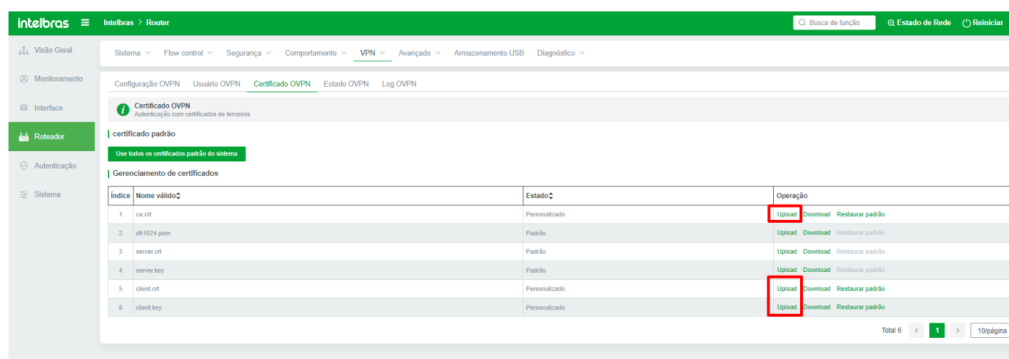 intelbras Intelbras > Router Busca de função Estado de Rede Reiniciar
Visão Geral
Sistema Flow control Segurança Comportamento VPN Avançado Armazenamento USB Diagnóstico
Monitoramento
Configuração OVPN Usuário OVPN Certificado OVPN Estado OVPN Log OVPN
Interface
Certificado OVPN
Autenticação com certificados de terceiros
Roteador
certificado padrão
Use todos os certificados padrão do sistema
Autenticação
Gerenciamento de certificados
Sistema
Índice Nome válido Estado Operação
1 ca.crt Personalizado Upload Download Restaurar padrão
2 dh1024.pem Padrão Upload Download Restaurar padrão
3 server.crt Padrão Upload Download Restaurar padrão
4 server.key Padrão Upload Download Restaurar padrão
5 client.crt Personalizado Upload Download Restaurar padrão
6 client.key Personalizado Upload Download Restaurar padrão
Total 6 < 1 > 10/página